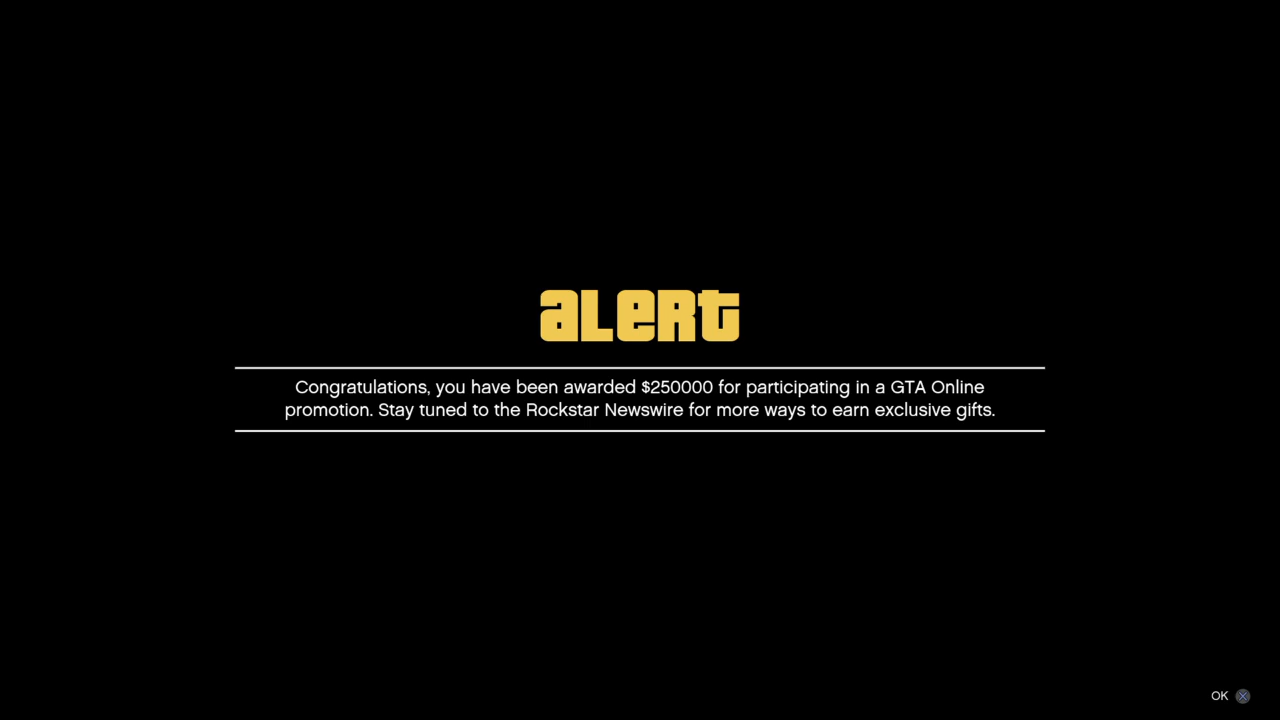 aLeRt
Congratulations, you have been awarded $250000 for participating in a GTA Online
promotion. Stay tuned to the Rockstar Newswire for more ways to earn exclusive gifts.
OK